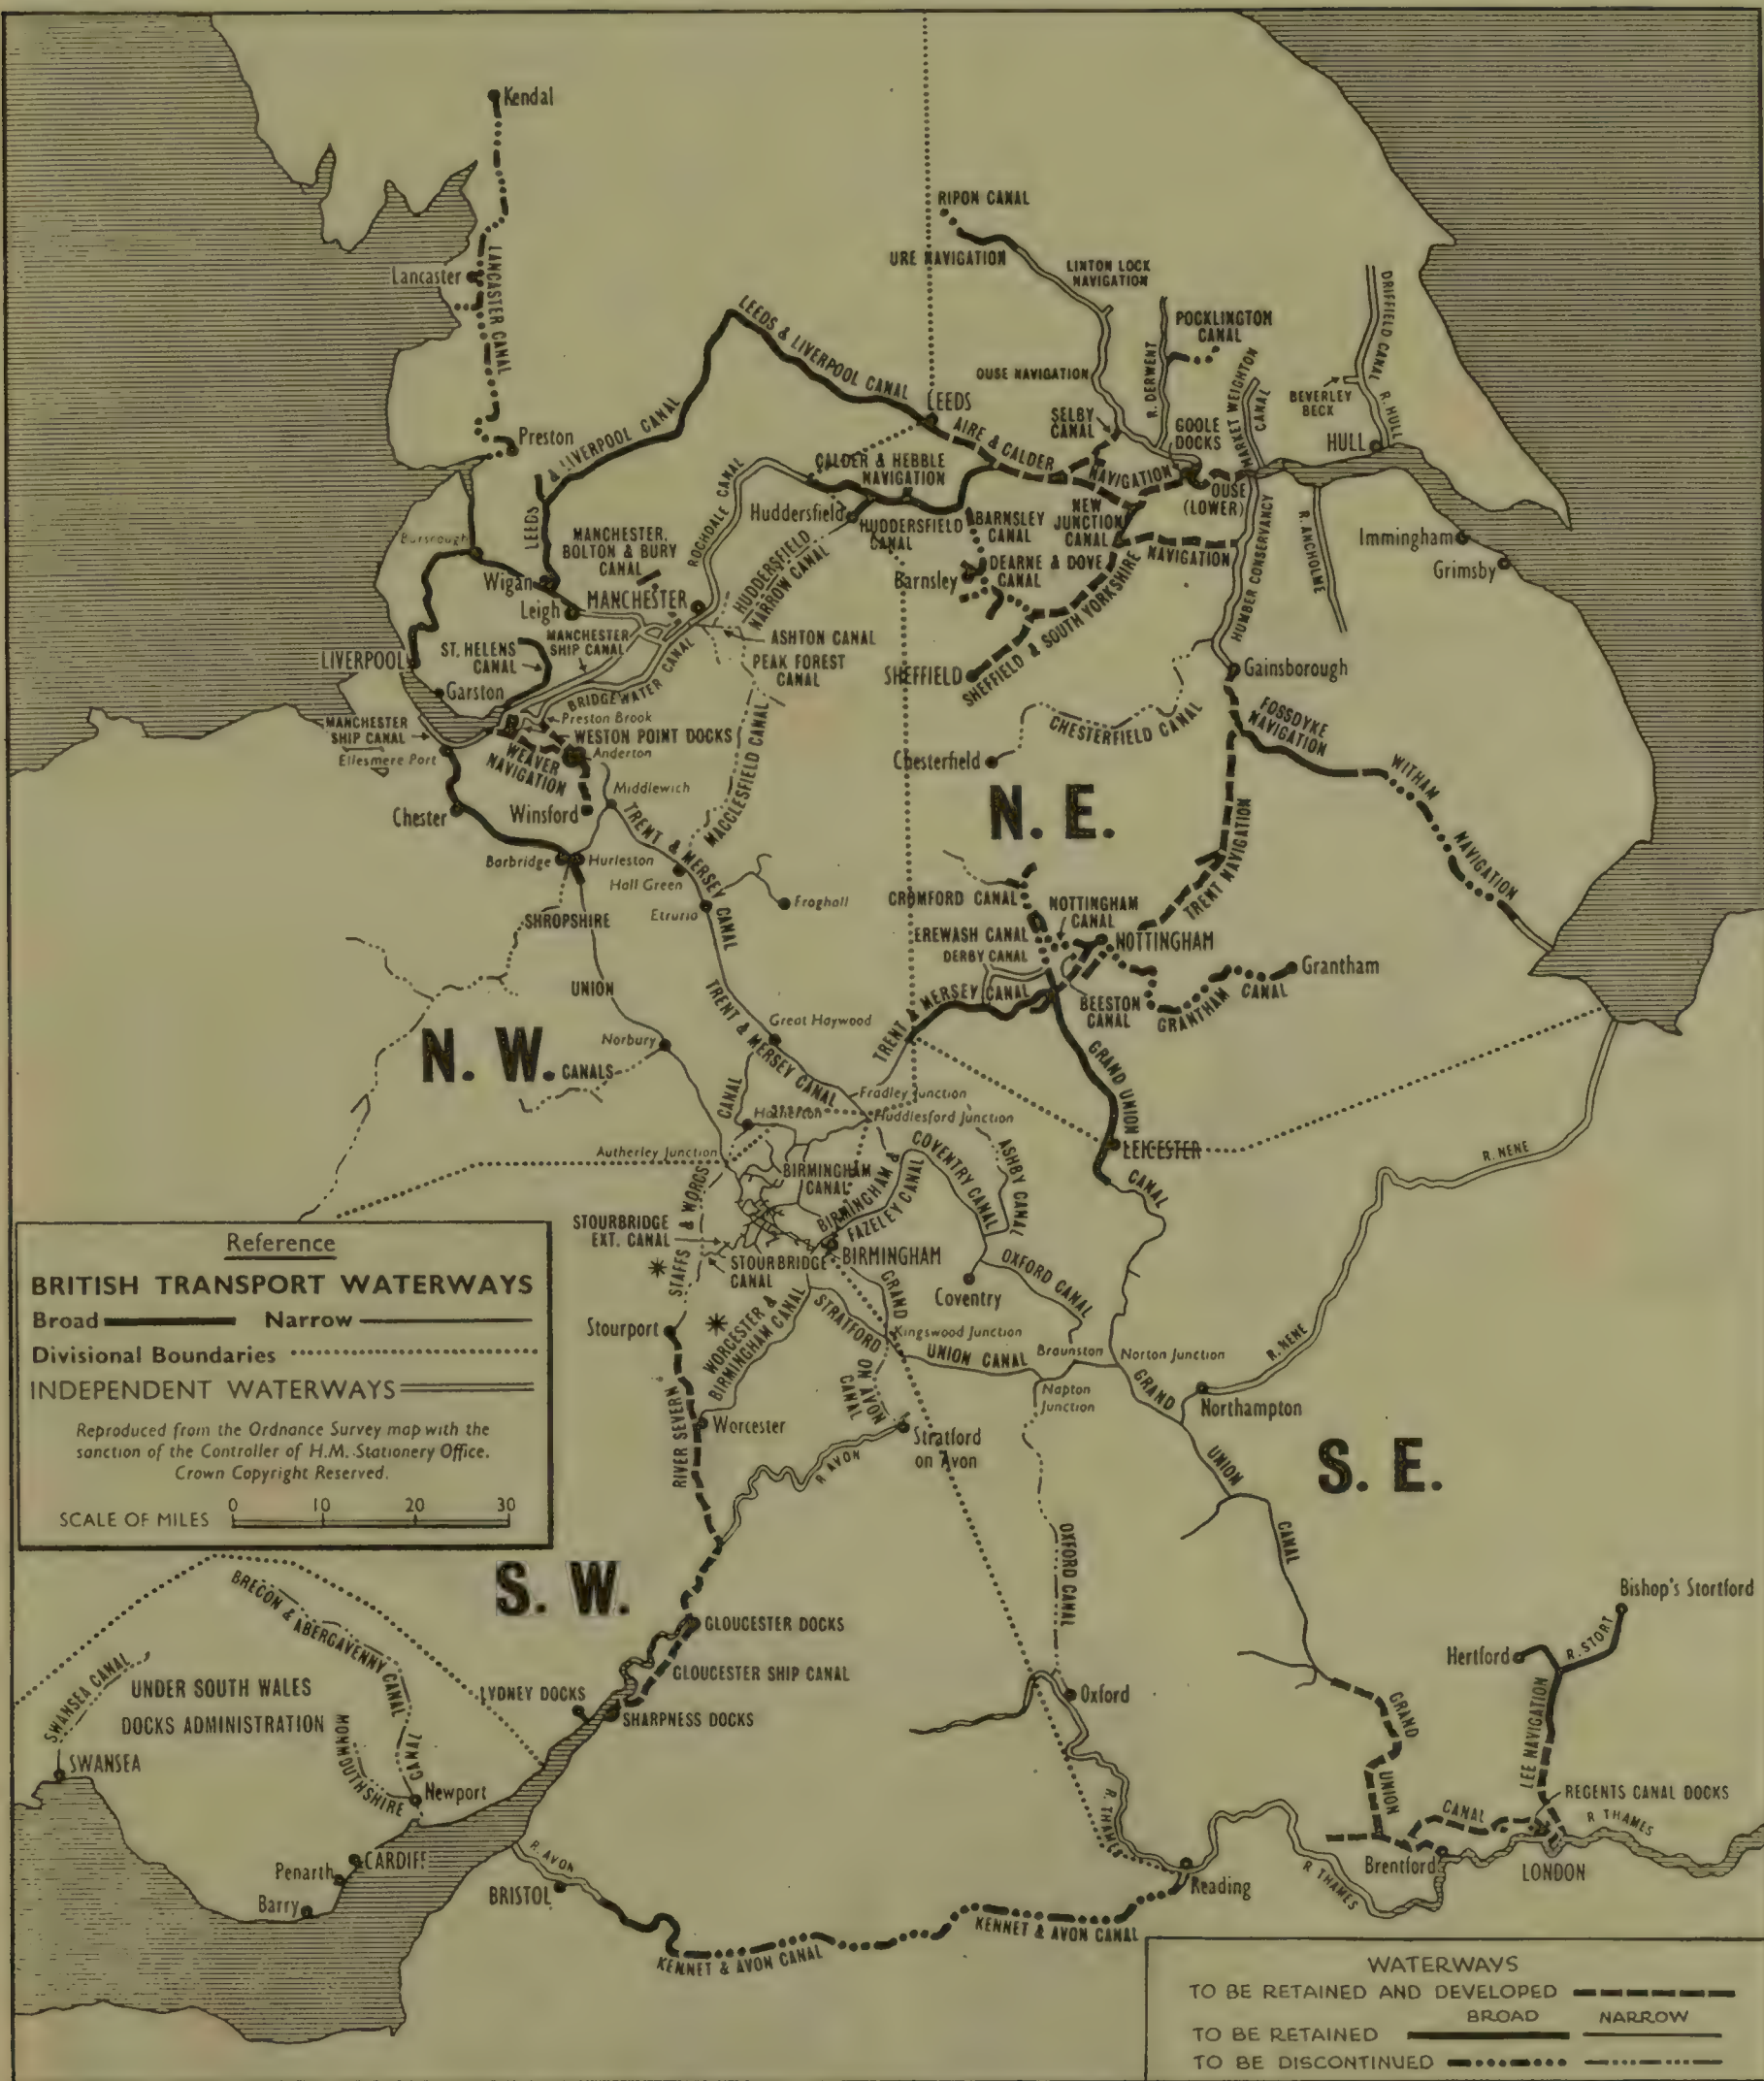 Kendal
RIPON CANAL
URE NAVIGATION
LINTON LOCK
NAVIGATION
Lancaster
LANCASTER CANAL
LEEDS & LIVERPOOL CANAL
POCKLINGTON
CANAL
DRIFFIELD CANAL
R. HULL
OUSE NAVIGATION
R. DERWENT
MARKET WEIGHTON
CANAL
BEVERLEY
BECK
LEEDS
SELBY
CANAL
GOOLE
DOCKS
HULL
Preston
LEEDS & LIVERPOOL CANAL
AIRE & CALDER
NAVIGATION
CALDER & HEBBLE
NAVIGATION
ROCHDALE CANAL
OUSE
(LOWER)
Huddersfield
HUDDERSFIELD
CANAL
BARNSLEY
CANAL
NEW
JUNCTION
CANAL
NAVIGATION
HUMBER CONSERVANCY
R. ANCHOLME
Immingham
Grimsby
Burscough
MANCHESTER,
BOLTON & BURY
CANAL
HUDDERSFIELD
NARROW CANAL
Barnsley
DEARNE & DOVE
CANAL
Wigan
Leigh
MANCHESTER
SHEFFIELD & SOUTH YORKSHIRE
ASHTON CANAL
MANCHESTER
SHIP CANAL
ST. HELENS
CANAL
PEAK FOREST
CANAL
LIVERPOOL
SHEFFIELD
Gainsborough
Garston
BRIDGEWATER CANAL
Preston Brook
MANCHESTER
SHIP CANAL
WESTON POINT DOCKS
CHESTERFIELD CANAL
FOSSDYKE
NAVIGATION
Ellesmere Port
WEAVER
NAVIGATION
Anderton
MACCLESFIELD CANAL
Chesterfield
WITHAM
NAVIGATION
Middlewich
Chester
Winsford
N. E.
TRENT & MERSEY CANAL
TRENT NAVIGATION
Barbridge
Hurleston
Hall Green
Froghall
Etruria
CROMFORD CANAL
NOTTINGHAM
CANAL
SHROPSHIRE
EREWASH CANAL
NOTTINGHAM
DERBY CANAL
Grantham
UNION
TRENT & MERSEY CANAL
BEESTON
CANAL
GRANTHAM CANAL
TRENT & MERSEY CANAL
Great Haywood
Norbury
N. W.
CANALS
GRAND UNION
CANAL
Fradley Junction
Hatherton
Huddlesford Junction
LEICESTER
Autherley Junction
CANAL
R. NENE
STAFFS & WORCS
BIRMINGHAM
CANAL
BIRMINGHAM &
FAZELEY CANAL
COVENTRY CANAL
ASHBY CANAL
STOURBRIDGE
EXT. CANAL
STOURBRIDGE
CANAL
BIRMINGHAM
OXFORD CANAL
Coventry
Stourport
WORCESTER &
BIRMINGHAM CANAL
STRATFORD
ON AVON
CANAL
GRAND
UNION CANAL
Kingswood Junction
Braunston
Norton Junction
Napton
Junction
R. NENE
Northampton
GRAND
UNION
CANAL
Worcester
RIVER SEVERN
Stratford
on Avon
R. AVON
S. E.
Reference
BRITISH TRANSPORT WATERWAYS
Broad Narrow
Divisional Boundaries
INDEPENDENT WATERWAYS
Reproduced from the Ordnance Survey map with the
sanction of the Controller of H.M. Stationery Office.
Crown Copyright Reserved.
SCALE OF MILES 0 10 20 30
S. W.
OXFORD CANAL
BRECON & ABERGAVENNY CANAL
GLOUCESTER DOCKS
GLOUCESTER SHIP CANAL
Bishop's Stortford
Hertford
R. STORT
SWANSEA CANAL
UNDER SOUTH WALES
DOCKS ADMINISTRATION
LYDNEY DOCKS
SHARPNESS DOCKS
Oxford
GRAND
UNION
CANAL
LEE NAVIGATION
SWANSEA
MONMOUTHSHIRE
CANAL
Newport
REGENTS CANAL DOCKS
R. THAMES
R. THAMES
Penarth
CARDIFF
Barry
R. AVON
BRISTOL
Reading
R. THAMES
Brentford
LONDON
KENNET & AVON CANAL
KENNET & AVON CANAL
WATERWAYS
TO BE RETAINED AND DEVELOPED
BROAD NARROW
TO BE RETAINED
TO BE DISCONTINUED